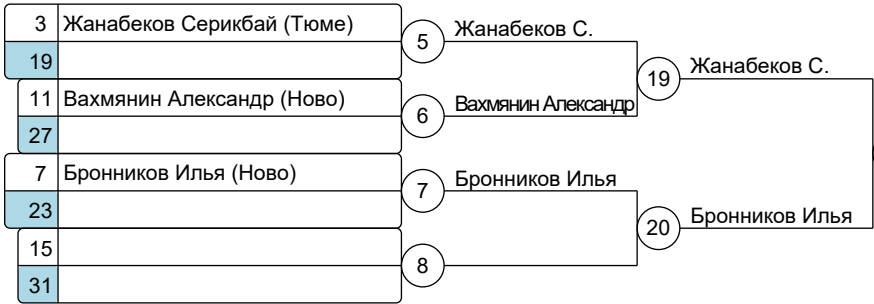 3 Жанабеков Серикбай (Тюме)
5
Жанабеков С.
19
19
Жанабеков С.
11 Вахмянин Александр (Ново)
6
Вахмянин Александр
27
7 Бронников Илья (Ново)
7
Бронников Илья
23
20
Бронников Илья
15
8
31